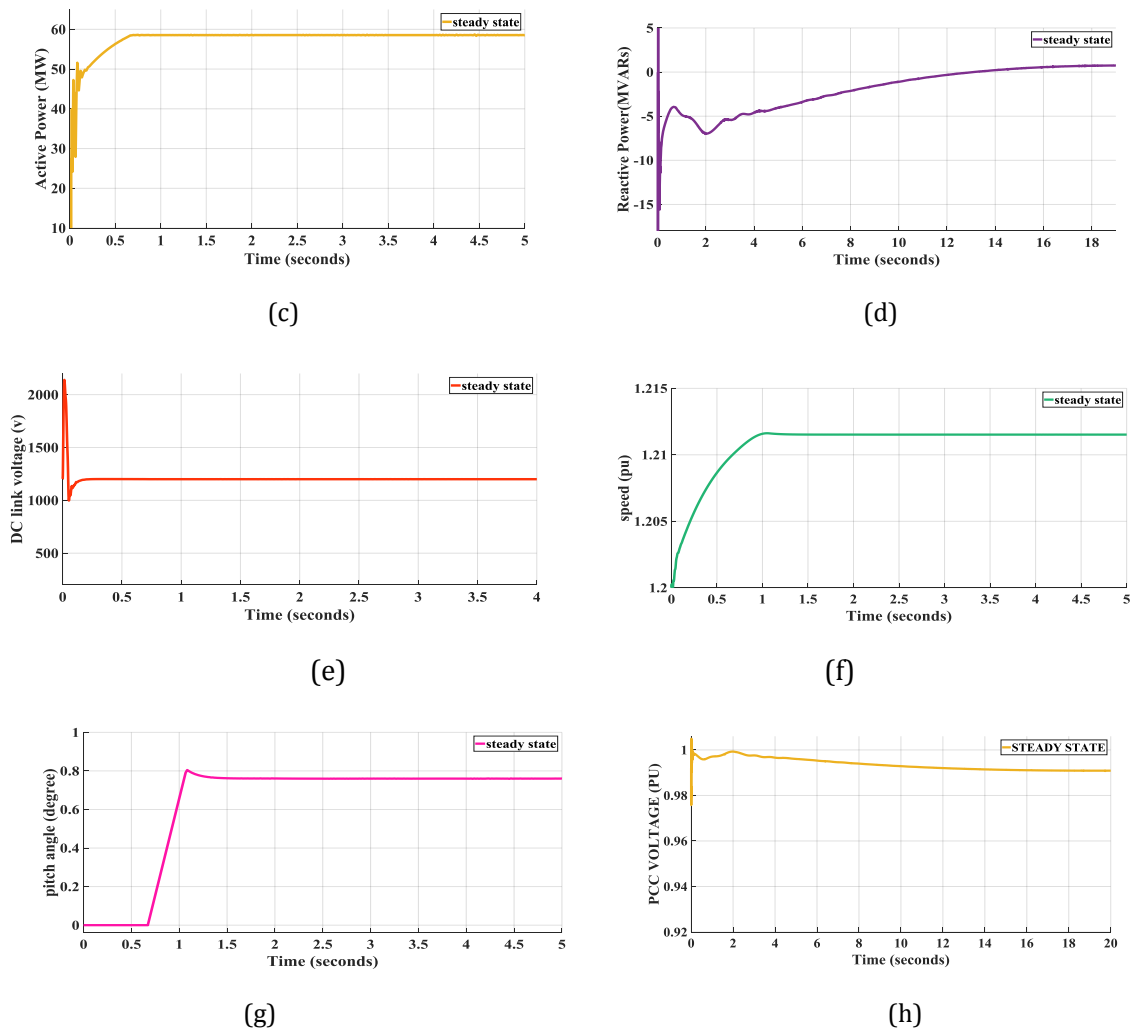 steady state
60
50
40
30
20
10
Active Power (MW)
0 0.5 1 1.5 2 2.5 3 3.5 4 4.5 5
Time (seconds)
(c)
steady state
5
0
-5
-10
-15
Reactive Power(MVARs)
0 2 4 6 8 10 12 14 16 18
Time (seconds)
(d)
steady state
2000
1500
1000
500
DC link voltage (v)
0 0.5 1 1.5 2 2.5 3 3.5 4
Time (seconds)
(e)
steady state
1.215
1.21
1.205
1.2
speed (pu)
0 0.5 1 1.5 2 2.5 3 3.5 4 4.5 5
Time (seconds)
(f)
steady state
1
0.8
0.6
0.4
0.2
0
pitch angle (degree)
0 0.5 1 1.5 2 2.5 3 3.5 4 4.5 5
Time (seconds)
(g)
STEADY STATE
1
0.98
0.96
0.94
0.92
PCC VOLTAGE (PU)
0 2 4 6 8 10 12 14 16 18 20
Time (seconds)
(h)